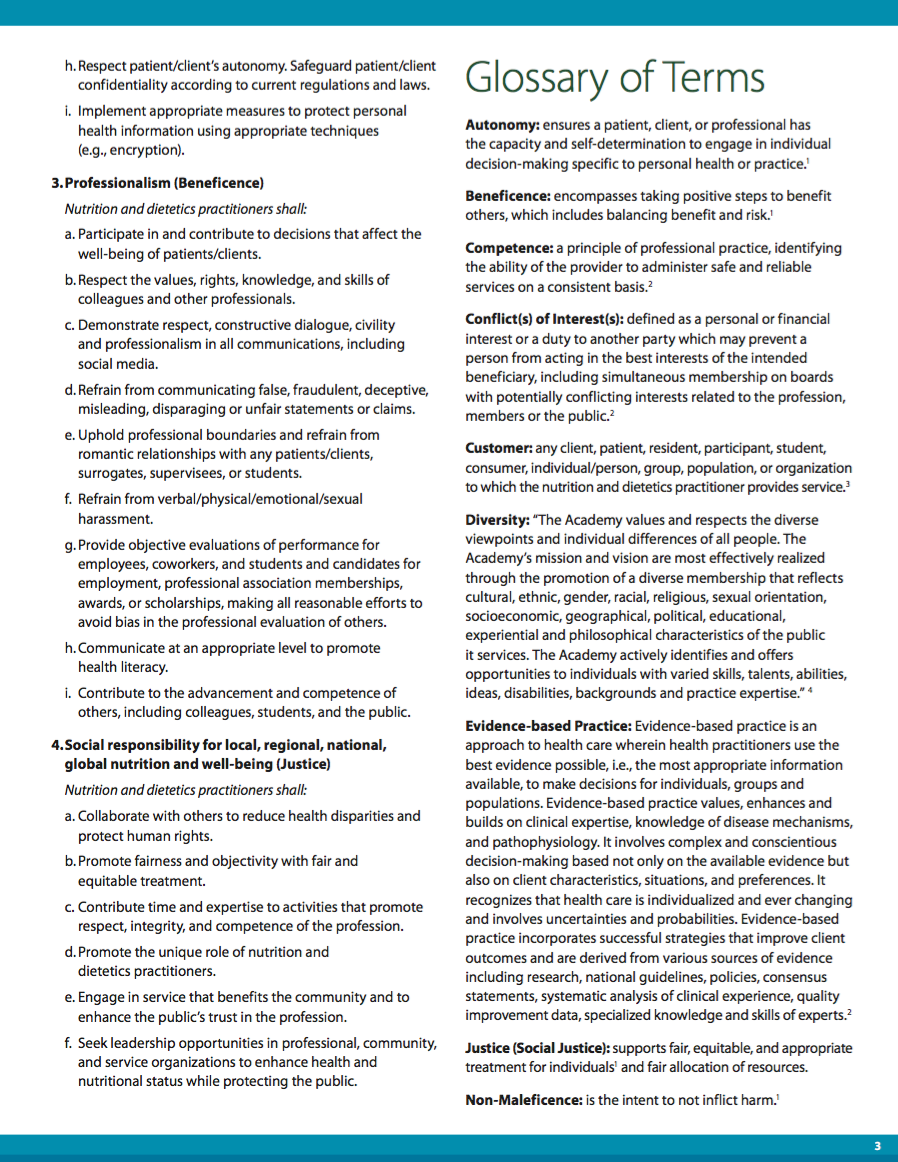 h. Respect patient/client's autonomy. Safeguard patient/client
confidentiality according to current regulations and laws.
i. Implement appropriate measures to protect personal
health information using appropriate techniques
(e.g., encryption).
3. Professionalism (Beneficence)
Nutrition and dietetics practitioners shall:
a. Participate in and contribute to decisions that affect the
well-being of patients/clients.
b. Respect the values, rights, knowledge, and skills of
colleagues and other professionals.
c. Demonstrate respect, constructive dialogue, civility
and professionalism in all communications, including
social media.
d. Refrain from communicating false, fraudulent, deceptive,
misleading, disparaging or unfair statements or claims.
e. Uphold professional boundaries and refrain from
romantic relationships with any patients/clients,
surrogates, supervisees, or students.
f. Refrain from verbal/physical/emotional/sexual
harassment.
g. Provide objective evaluations of performance for
employees, coworkers, and students and candidates for
employment, professional association memberships,
awards, or scholarships, making all reasonable efforts to
avoid bias in the professional evaluation of others.
h. Communicate at an appropriate level to promote
health literacy.
i. Contribute to the advancement and competence of
others, including colleagues, students, and the public.
4. Social responsibility for local, regional, national,
global nutrition and well-being (Justice)
Nutrition and dietetics practitioners shall:
a. Collaborate with others to reduce health disparities and
protect human rights.
b. Promote fairness and objectivity with fair and
equitable treatment.
c. Contribute time and expertise to activities that promote
respect, integrity, and competence of the profession.
d. Promote the unique role of nutrition and
dietetics practitioners.
e. Engage in service that benefits the community and to
enhance the public's trust in the profession.
f. Seek leadership opportunities in professional, community,
and service organizations to enhance health and
nutritional status while protecting the public.
Glossary of Terms
Autonomy: ensures a patient, client, or professional has
the capacity and self-determination to engage in individual
decision-making specific to personal health or practice.¹
Beneficence: encompasses taking positive steps to benefit
others, which includes balancing benefit and risk.¹
Competence: a principle of professional practice, identifying
the ability of the provider to administer safe and reliable
services on a consistent basis.²
Conflict(s) of Interest(s): defined as a personal or financial
interest or a duty to another party which may prevent a
person from acting in the best interests of the intended
beneficiary, including simultaneous membership on boards
with potentially conflicting interests related to the profession,
members or the public.²
Customer: any client, patient, resident, participant, student,
consumer, individual/person, group, population, or organization
to which the nutrition and dietetics practitioner provides service.³
Diversity: "The Academy values and respects the diverse
viewpoints and individual differences of all people. The
Academy's mission and vision are most effectively realized
through the promotion of a diverse membership that reflects
cultural, ethnic, gender, racial, religious, sexual orientation,
socioeconomic, geographical, political, educational,
experiential and philosophical characteristics of the public
it services. The Academy actively identifies and offers
opportunities to individuals with varied skills, talents, abilities,
ideas, disabilities, backgrounds and practice expertise." ⁴
Evidence-based Practice: Evidence-based practice is an
approach to health care wherein health practitioners use the
best evidence possible, i.e., the most appropriate information
available, to make decisions for individuals, groups and
populations. Evidence-based practice values, enhances and
builds on clinical expertise, knowledge of disease mechanisms,
and pathophysiology. It involves complex and conscientious
decision-making based not only on the available evidence but
also on client characteristics, situations, and preferences. It
recognizes that health care is individualized and ever changing
and involves uncertainties and probabilities. Evidence-based
practice incorporates successful strategies that improve client
outcomes and are derived from various sources of evidence
including research, national guidelines, policies, consensus
statements, systematic analysis of clinical experience, quality
improvement data, specialized knowledge and skills of experts.²
Justice (Social Justice): supports fair, equitable, and appropriate
treatment for individuals¹ and fair allocation of resources.
Non-Maleficence: is the intent to not inflict harm.¹
3